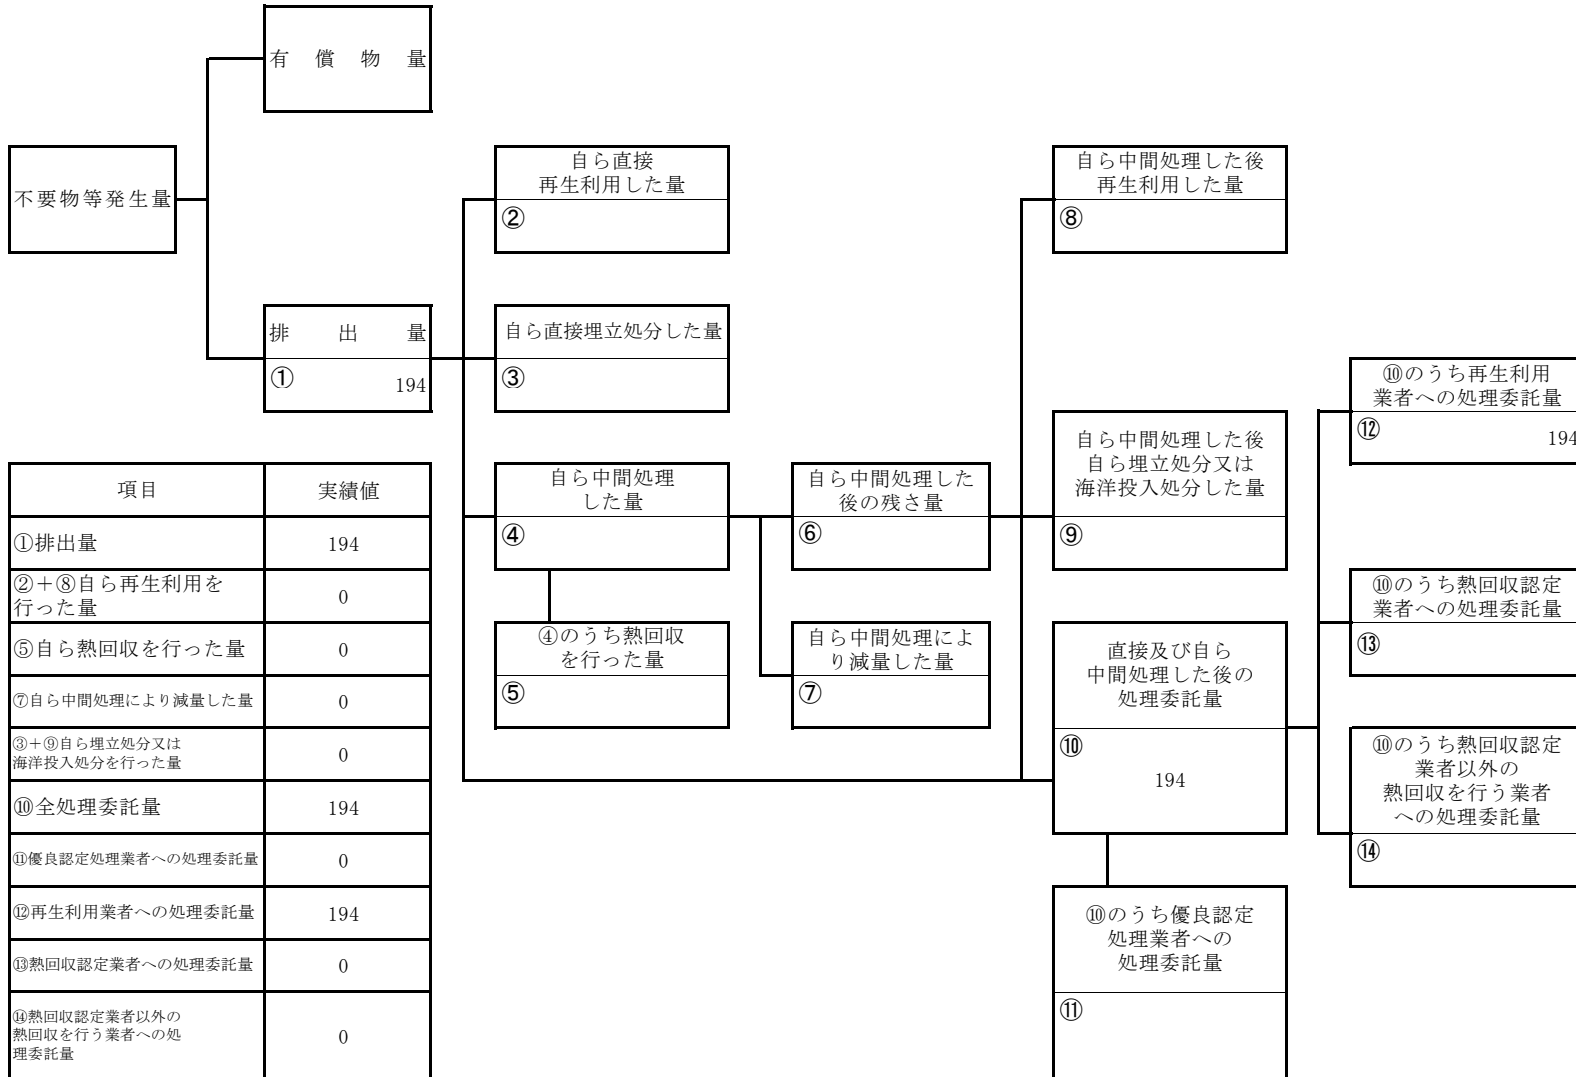 有償物量
不要物等発生量
排出量
①
194
自ら直接
再生利用した量
②
自ら直接埋立処分した量
③
自ら中間処理
した量
④
④のうち熱回収
を行った量
⑤
自ら中間処理した
後の残さ量
⑥
自ら中間処理によ
り減量した量
⑦
自ら中間処理した後
再生利用した量
⑧
自ら中間処理した後
自ら埋立処分又は
海洋投入処分した量
⑨
直接及び自ら
中間処理した後の
処理委託量
⑩
194
⑩のうち優良認定
処理業者への
処理委託量
⑪
⑩のうち再生利用
業者への処理委託量
⑫
194
⑩のうち熱回収認定
業者への処理委託量
⑬
⑩のうち熱回収認定
業者以外の
熱回収を行う業者
への処理委託量
⑭
項目 実績値
①排出量 194
②＋⑧自ら再生利用を
行った量 0
⑤自ら熱回収を行った量 0
⑦自ら中間処理により減量した量 0
③＋⑨自ら埋立処分又は
海洋投入処分を行った量 0
⑩全処理委託量 194
⑪優良認定処理業者への処理委託量 0
⑫再生利用業者への処理委託量 194
⑬熱回収認定業者への処理委託量 0
⑭熱回収認定業者以外の
熱回収を行う業者への処
理委託量 0